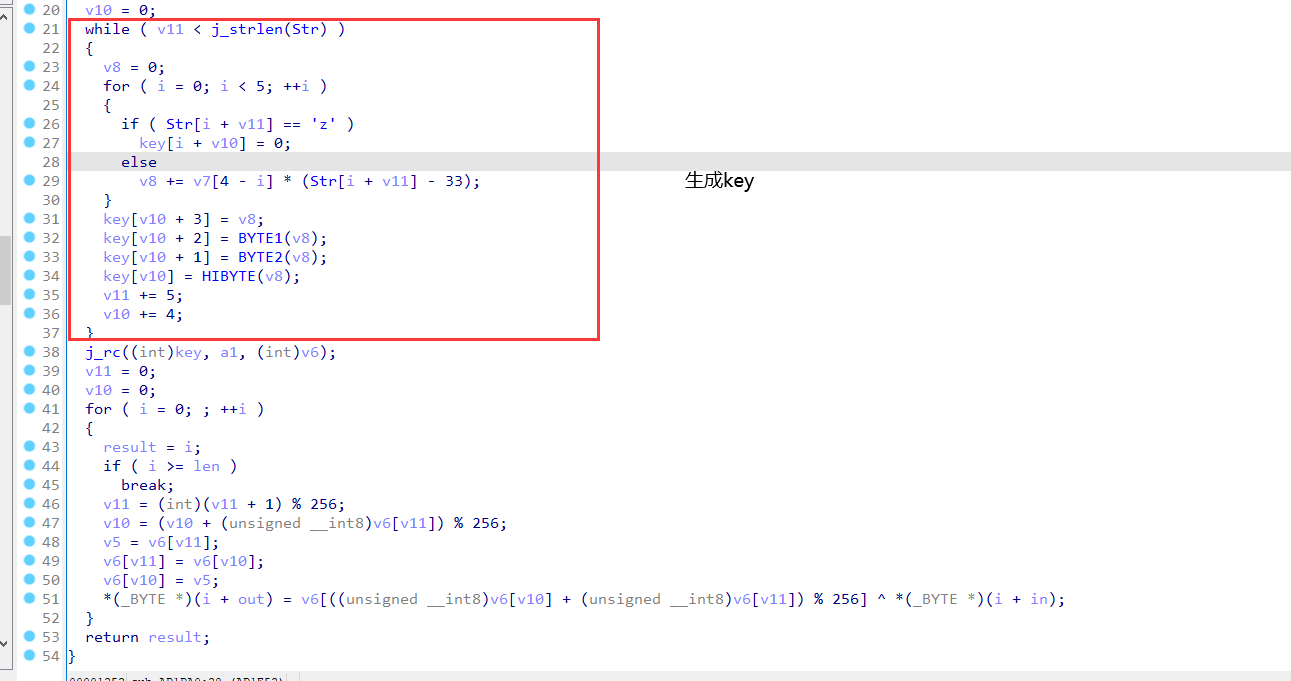 20 v10 = 0;
21 while ( v11 < j_strlen(Str) )
22 {
23 v8 = 0;
24 for ( i = 0; i < 5; ++i )
25 {
26 if ( Str[i + v11] == 'z' )
27 key[i + v10] = 0;
28 else
29 v8 += v7[4 - i] * (Str[i + v11] - 33);
生成key
30 }
31 key[v10 + 3] = v8;
32 key[v10 + 2] = BYTE1(v8);
33 key[v10 + 1] = BYTE2(v8);
34 key[v10] = HIBYTE(v8);
35 v11 += 5;
36 v10 += 4;
37 }
38 j_rc((int)key, a1, (int)v6);
39 v11 = 0;
40 v10 = 0;
41 for ( i = 0; ; ++i )
42 {
43 result = i;
44 if ( i >= len )
45 break;
46 v11 = (int)(v11 + 1) % 256;
47 v10 = (v10 + (unsigned __int8)v6[v11]) % 256;
48 v5 = v6[v11];
49 v6[v11] = v6[v10];
50 v6[v10] = v5;
51 *(_BYTE *)(i + out) = v6[((unsigned __int8)v6[v10] + (unsigned __int8)v6[v11]) % 256] ^ *(_BYTE *)(i + in);
52 }
53 return result;
54 }